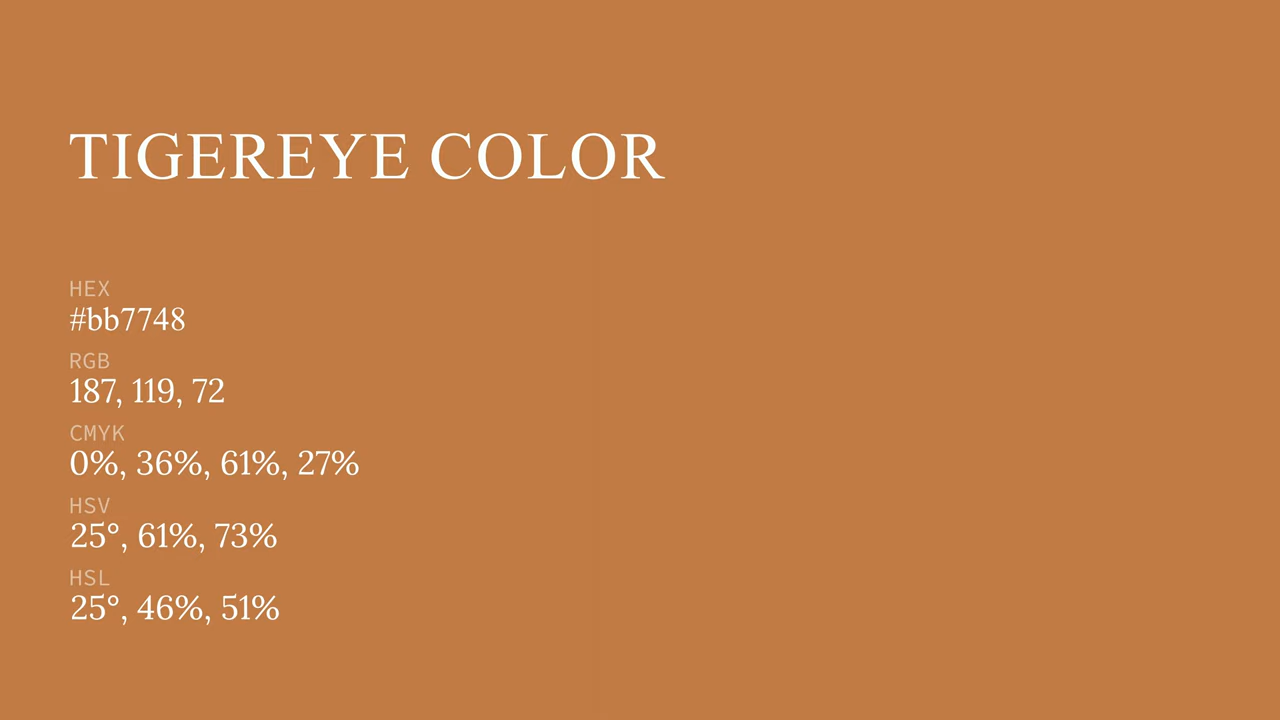 TIGEREYE COLOR
HEX
#bb7748
RGB
187, 119, 72
CMYK
0%, 36%, 61%, 27%
HSV
25°, 61%, 73%
HSL
25°, 46%, 51%